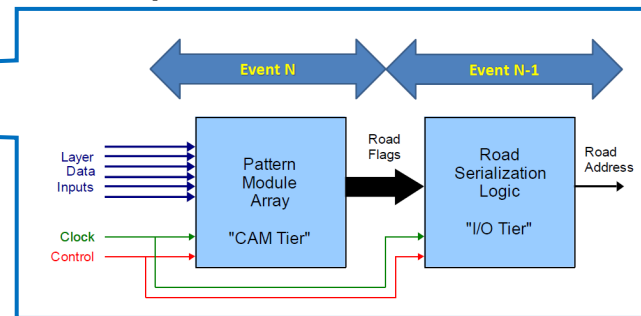 Event N
Event N-1
Layer
Data
Inputs
Clock
Control
Pattern
Module
Array
"CAM Tier"
Road
Flags
Road
Serialization
Logic
"I/O Tier"
Road
Address